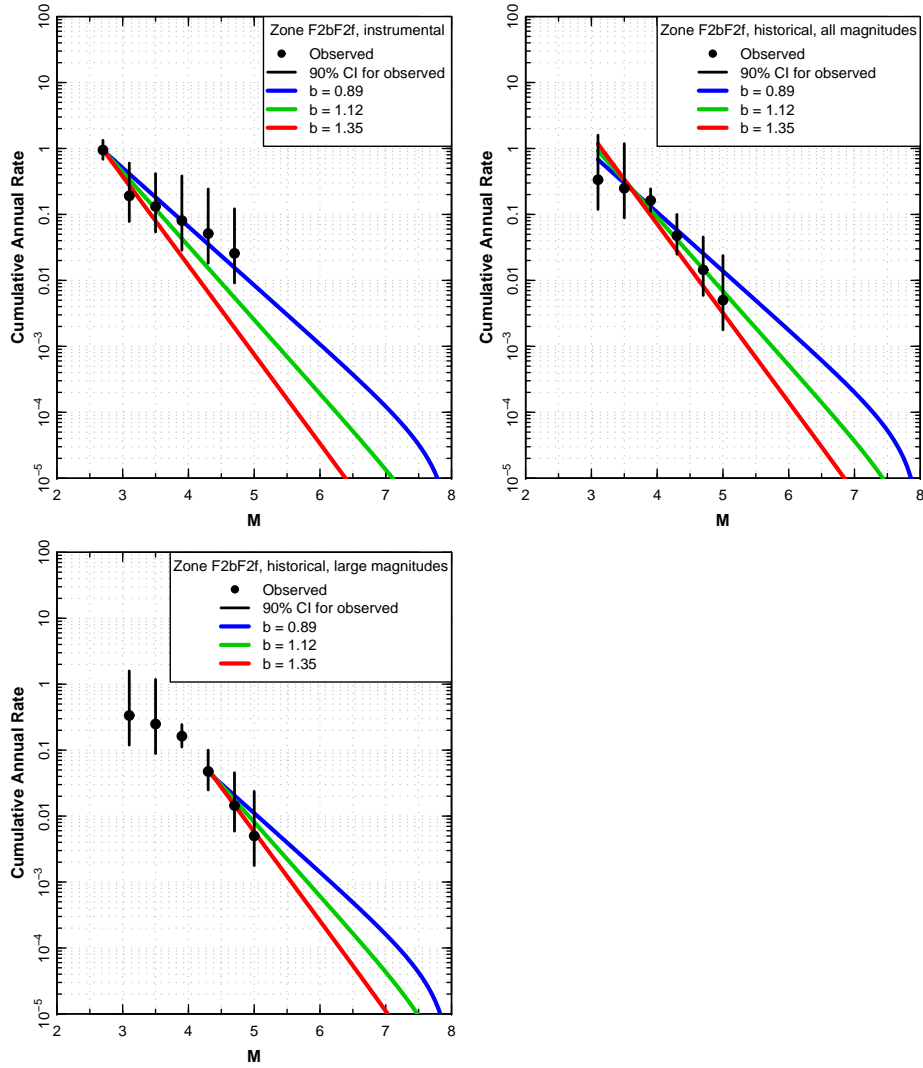 Zone F2bF2f, instrumental
Observed
90% CI for observed
b = 0.89
b = 1.12
b = 1.35
Cumulative Annual Rate
100
10
1
0.1
0.01
10−3
10−4
10−5
2 3 4 5 6 7 8
M
Zone F2bF2f, historical, all magnitudes
Observed
90% CI for observed
b = 0.89
b = 1.12
b = 1.35
Cumulative Annual Rate
100
10
1
0.1
0.01
10−3
10−4
10−5
2 3 4 5 6 7 8
M
Zone F2bF2f, historical, large magnitudes
Observed
90% CI for observed
b = 0.89
b = 1.12
b = 1.35
Cumulative Annual Rate
100
10
1
0.1
0.01
10−3
10−4
10−5
2 3 4 5 6 7 8
M